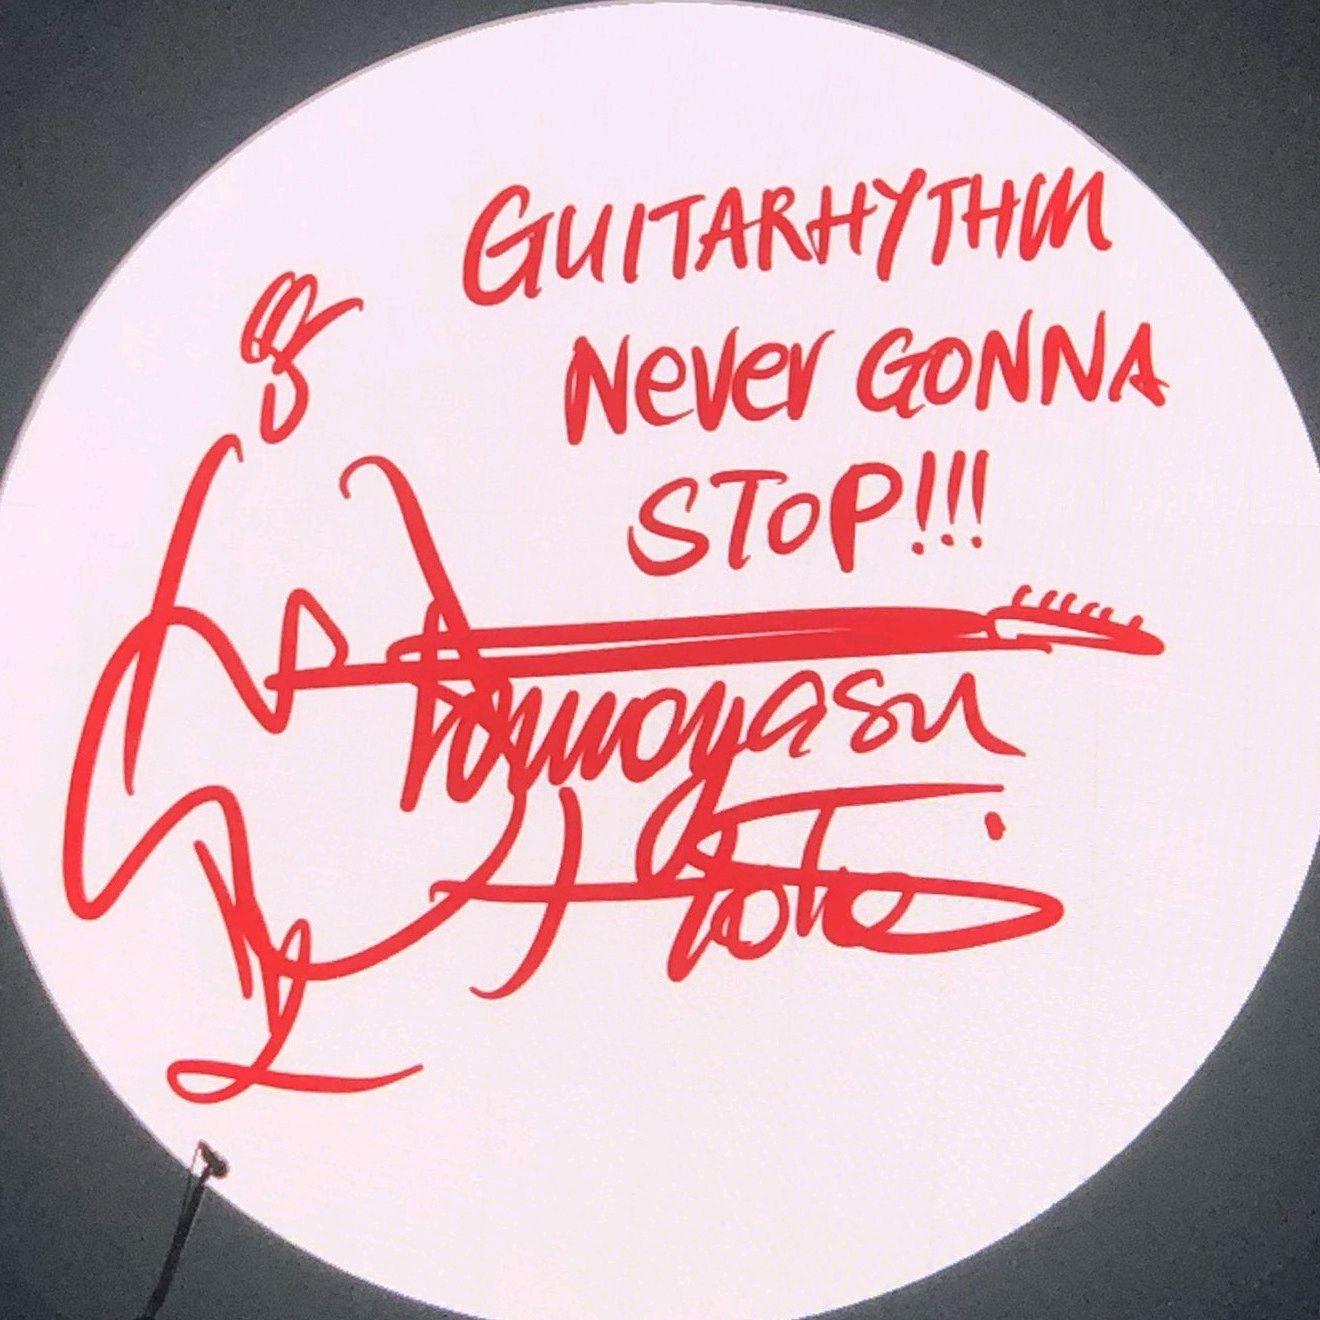 GUITARHYTHM
Never GONNA
STOP!!!
Tomoyasu
Hotei